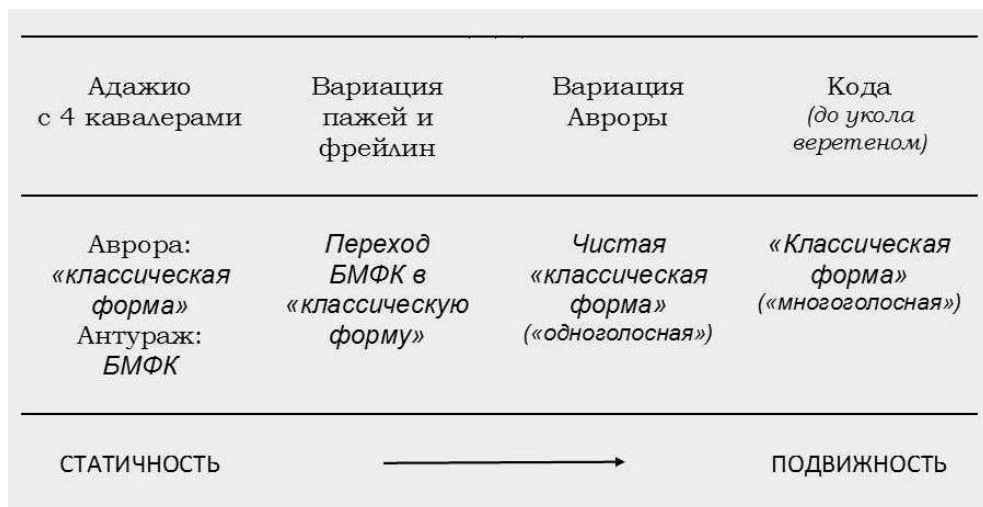 Адажио
с 4 кавалерами
Вариация
пажей и
фрейлин
Вариация
Авроры
Кода
(до укола
веретеном)
Аврора:
«классическая
форма»
Антураж:
БМФК
Переход
БМФК в
«классическую
форму»
Чистая
«классическая
форма»
(«одноголосная»)
«Классическая
форма»
(«многоголосная»)
СТАТИЧНОСТЬ
ПОДВИЖНОСТЬ